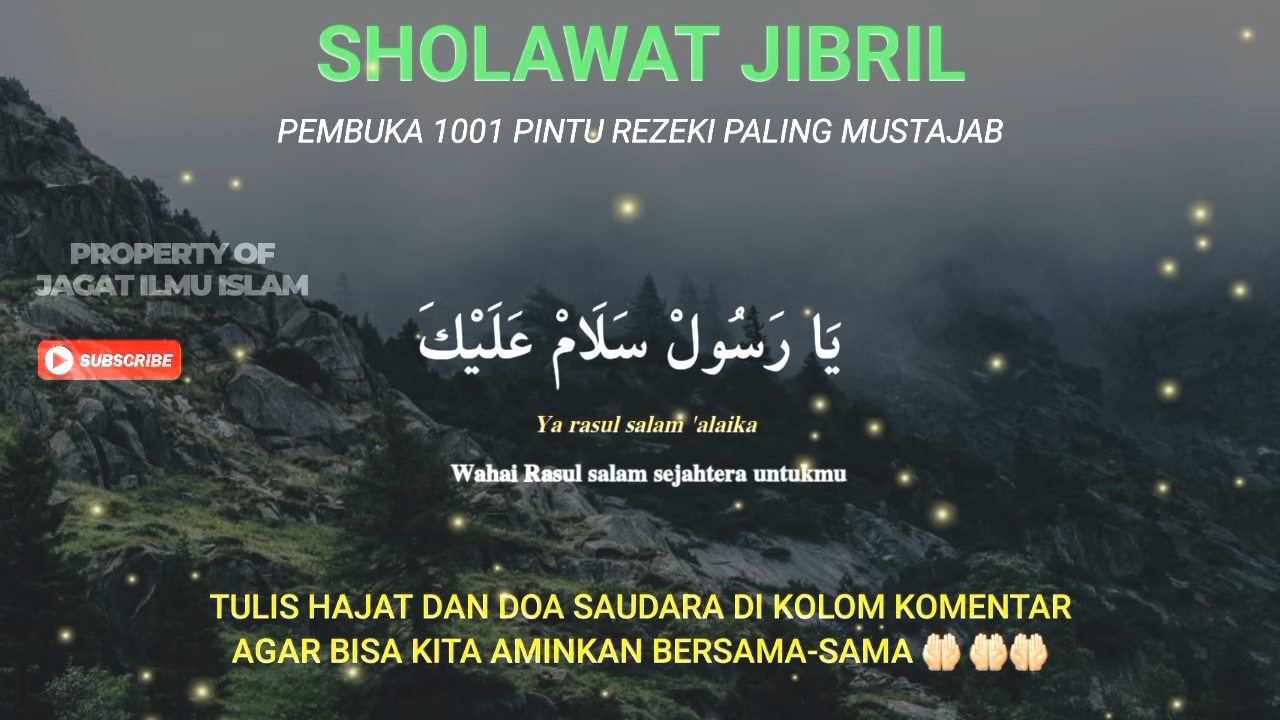 SHOLAWAT JIBRIL
PEMBUKA 1001 PINTU REZEKI PALING MUSTAJAB
PROPERTY OF
JAGAT ILMU ISLAM
SUBSCRIBE
يَا رَسُولْ سَلَامْ عَلَيْكَ
Ya rasul salam 'alaika
Wahai Rasul salam sejahtera untukmu
TULIS HAJAT DAN DOA SAUDARA DI KOLOM KOMENTAR
AGAR BISA KITA AMINKAN BERSAMA-SAMA 🤲🏻 🤲🏻🤲🏻